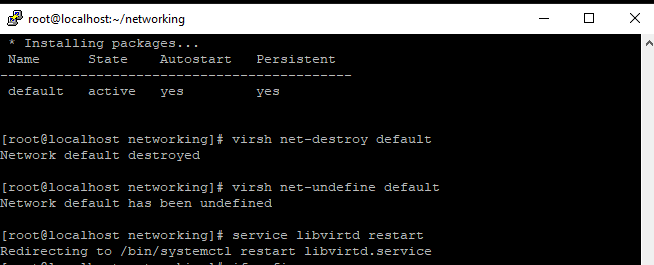 root@localhost:~/networking
* Installing packages...
Name State Autostart Persistent
--------------------------------------------
default active yes yes
[root@localhost networking]# virsh net-destroy default
Network default destroyed
[root@localhost networking]# virsh net-undefine default
Network default has been undefined
[root@localhost networking]# service libvirtd restart
Redirecting to /bin/systemctl restart libvirtd.service